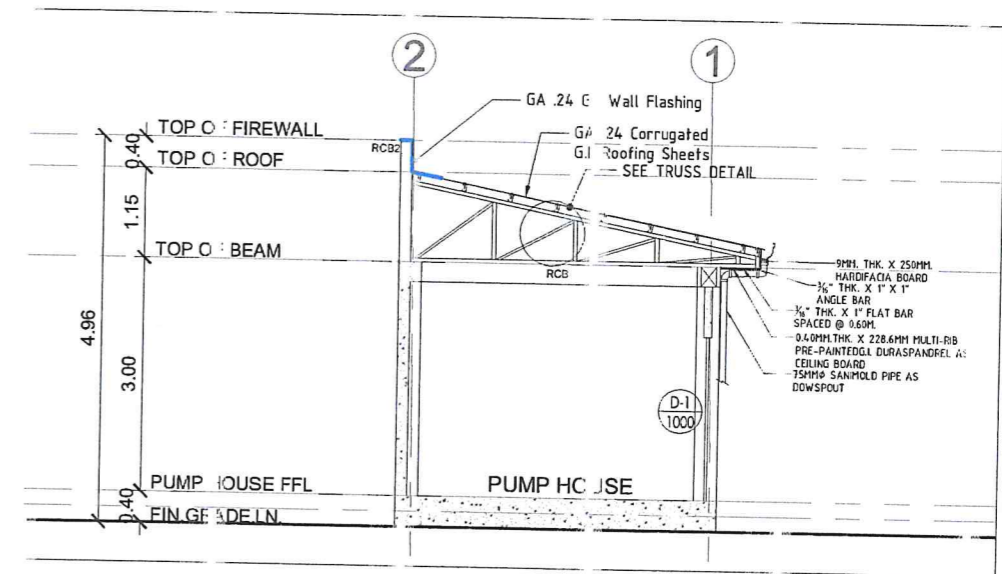 2
1
GA .24 G Wall Flashing
GA 24 Corrugated
G.I Roofing Sheets
SEE TRUSS DETAIL
TOP O FIREWALL
RCB2
0.40
TOP O ROOF
1.15
TOP O BEAM
RCB
9MM. THK. X 250MM.
HARDIFACIA BOARD
3/16" THK. X 1" X 1"
ANGLE BAR
3/16" THK. X 1" FLAT BAR
SPACED @ 0.60M.
0.40MM.THK. X 228.6MM MULTI-RIB
PRE-PAINTEDG.I. DURASPANDREL AS
CEILING BOARD
75MMØ SANIMOLD PIPE AS
DOWSPOUT
4.96
3.00
D-1
1000
PUMP HOUSE FFL
PUMP HO SE
0.40
FIN.GRADE.LN.